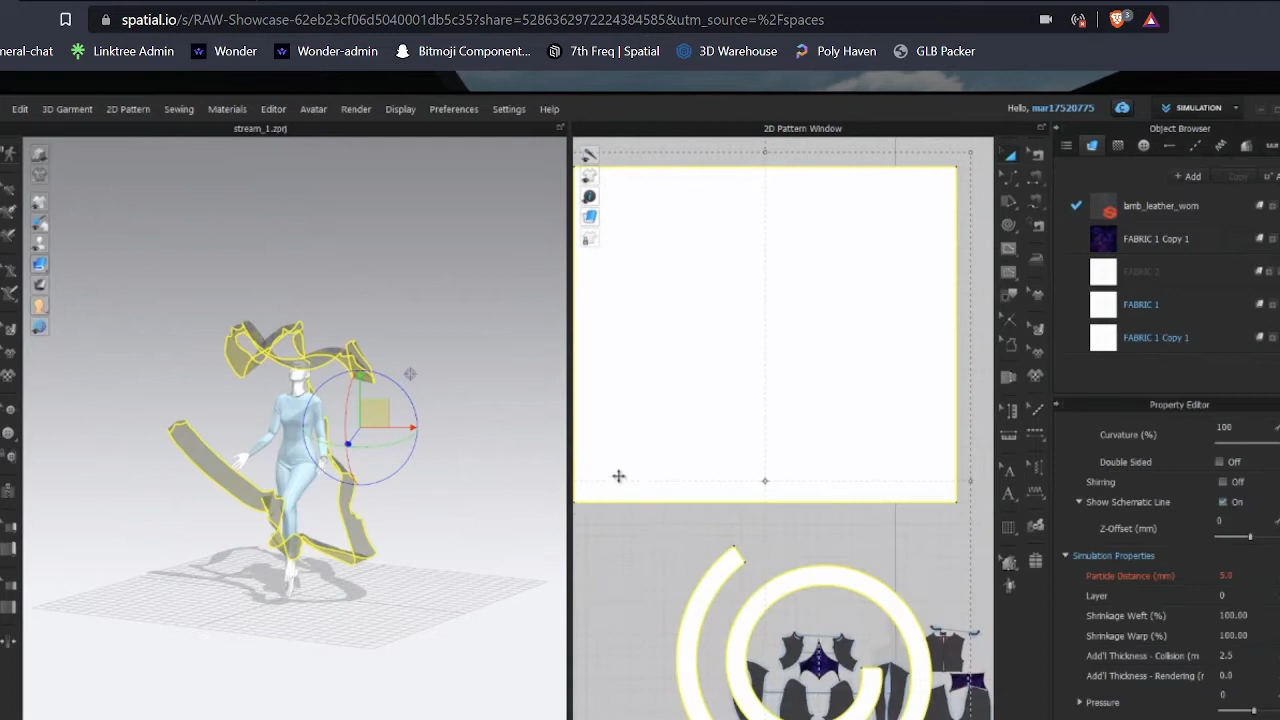 spatial.io/s/RAW-Showcase-62eb23cf06d5040001db5c35?share=5286362972224384585&utm_source=%2Fspaces
3
neral-chat Linktree Admin Wonder Wonder-admin Bitmoji Component... 7th Freq | Spatial 3D Warehouse Poly Haven GLB Packer
Edit 3D Garment 2D Pattern Sewing Materials Editor Avatar Render Display Preferences Settings Help Hello, mar17520775 SIMULATION
stream_1.zprj 2D Pattern Window Object Browser
+ Add Copy
lamb_leather_worn
FABRIC 1 Copy 1
FABRIC 2
FABRIC 1
FABRIC 1 Copy 1
Property Editor
Curvature (%) 100
Double Sided Off
Shirring Off
Show Schematic Line On
Z-Offset (mm) 0
Simulation Properties
Particle Distance (mm) 5.0
Layer 0
Shrinkage Weft (%) 100.00
Shrinkage Warp (%) 100.00
Add'l Thickness - Collision (m 2.5
Add'l Thickness - Rendering (r 0.0
Pressure 0